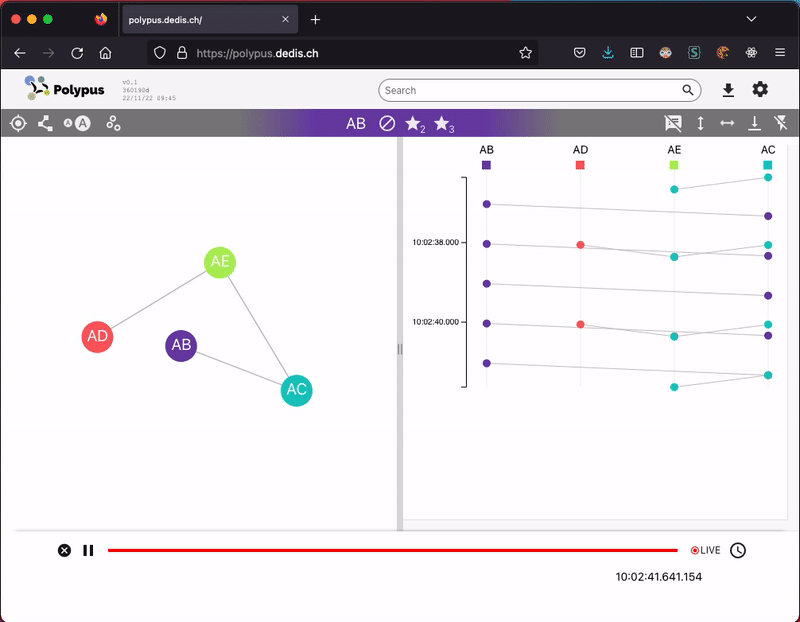 polypus.dedis.ch/
https://polypus.dedis.ch
Polypus
v0.1
360190d
22/11/22 09:45
Search
A A
AB 2 3
AB AD AE AC
AE
AD
AB
AC
10:02:38.000
10:02:40.000
LIVE
10:02:41.641.154